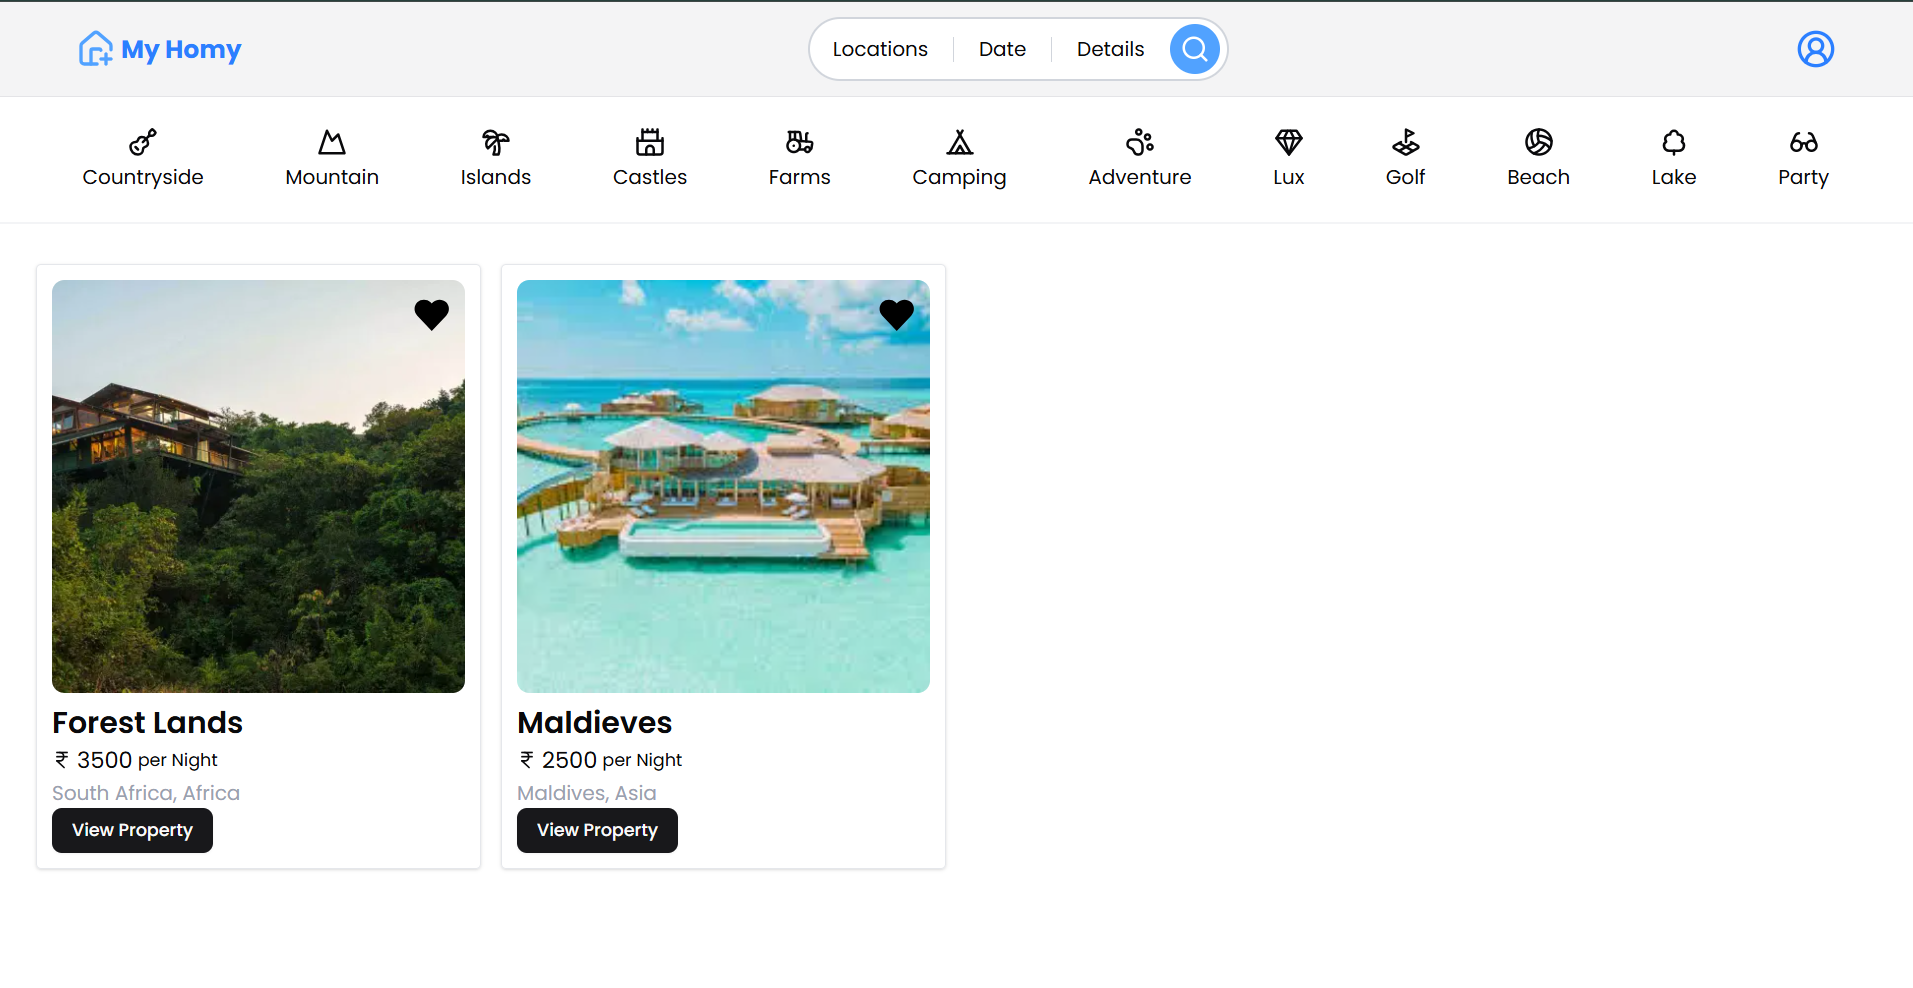 My Homy
Locations
Date
Details
Countryside
Mountain
Islands
Castles
Farms
Camping
Adventure
Lux
Golf
Beach
Lake
Party
Forest Lands
₹ 3500 per Night
South Africa, Africa
View Property
Maldieves
₹ 2500 per Night
Maldives, Asia
View Property